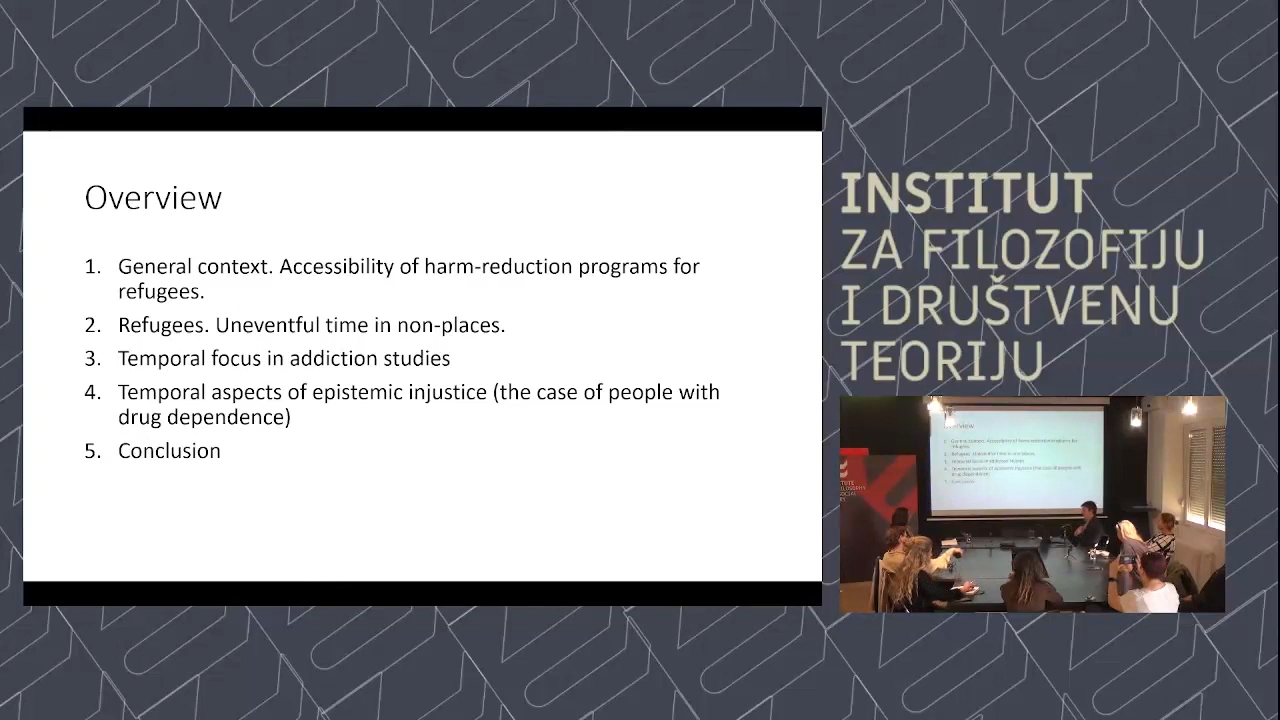 Overview
1. General context. Accessibility of harm-reduction programs for
refugees.
2. Refugees. Uneventful time in non-places.
3. Temporal focus in addiction studies
4. Temporal aspects of epistemic injustice (the case of people with
drug dependence)
5. Conclusion
INSTITUT
ZA FILOZOFIJU
I DRUŠTVENU
TEORIJU